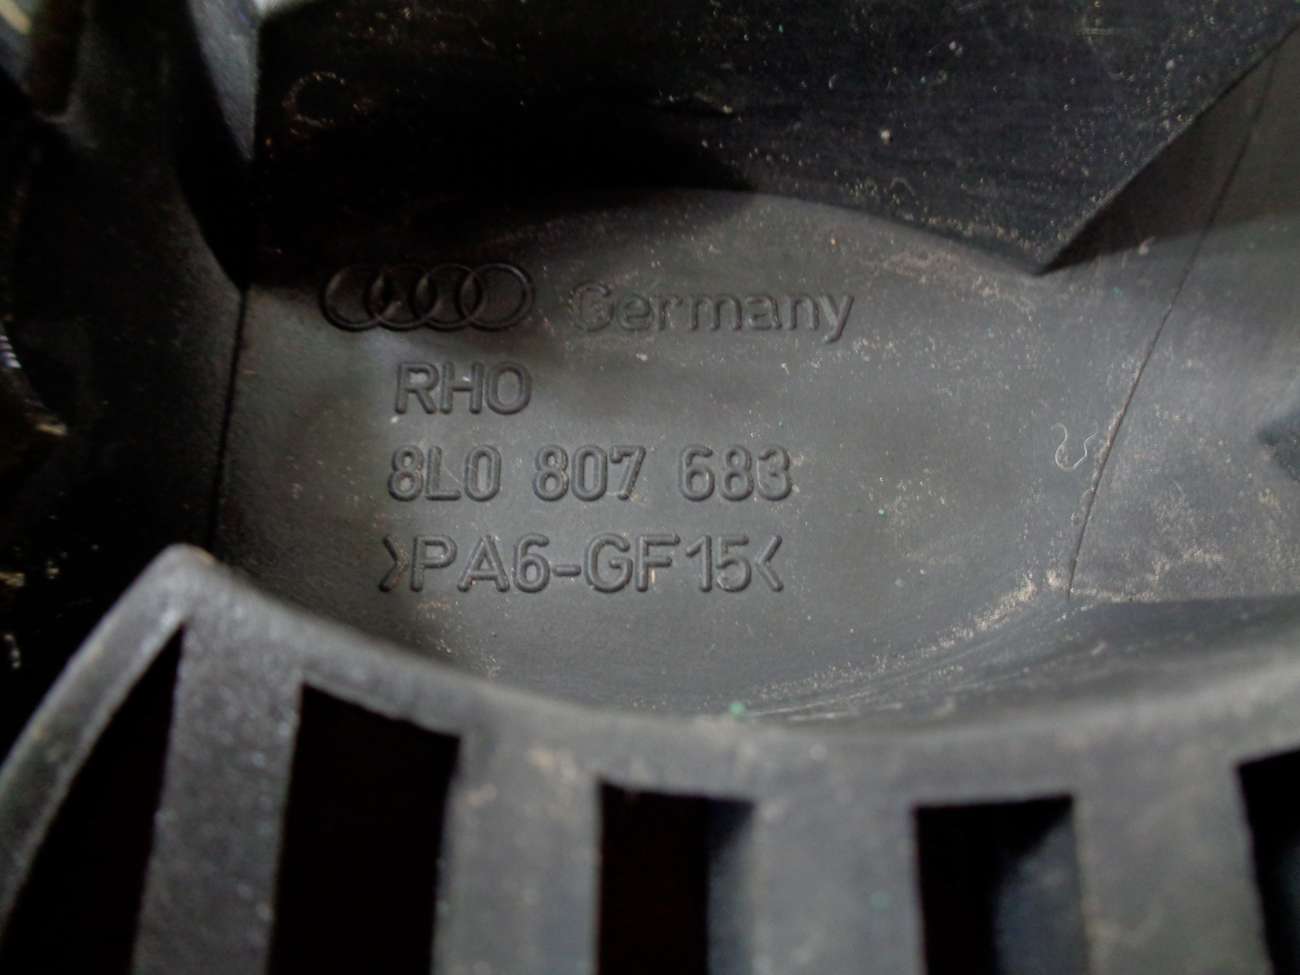 Germany
RHO
8L0 807 683
>PA6-GF15<